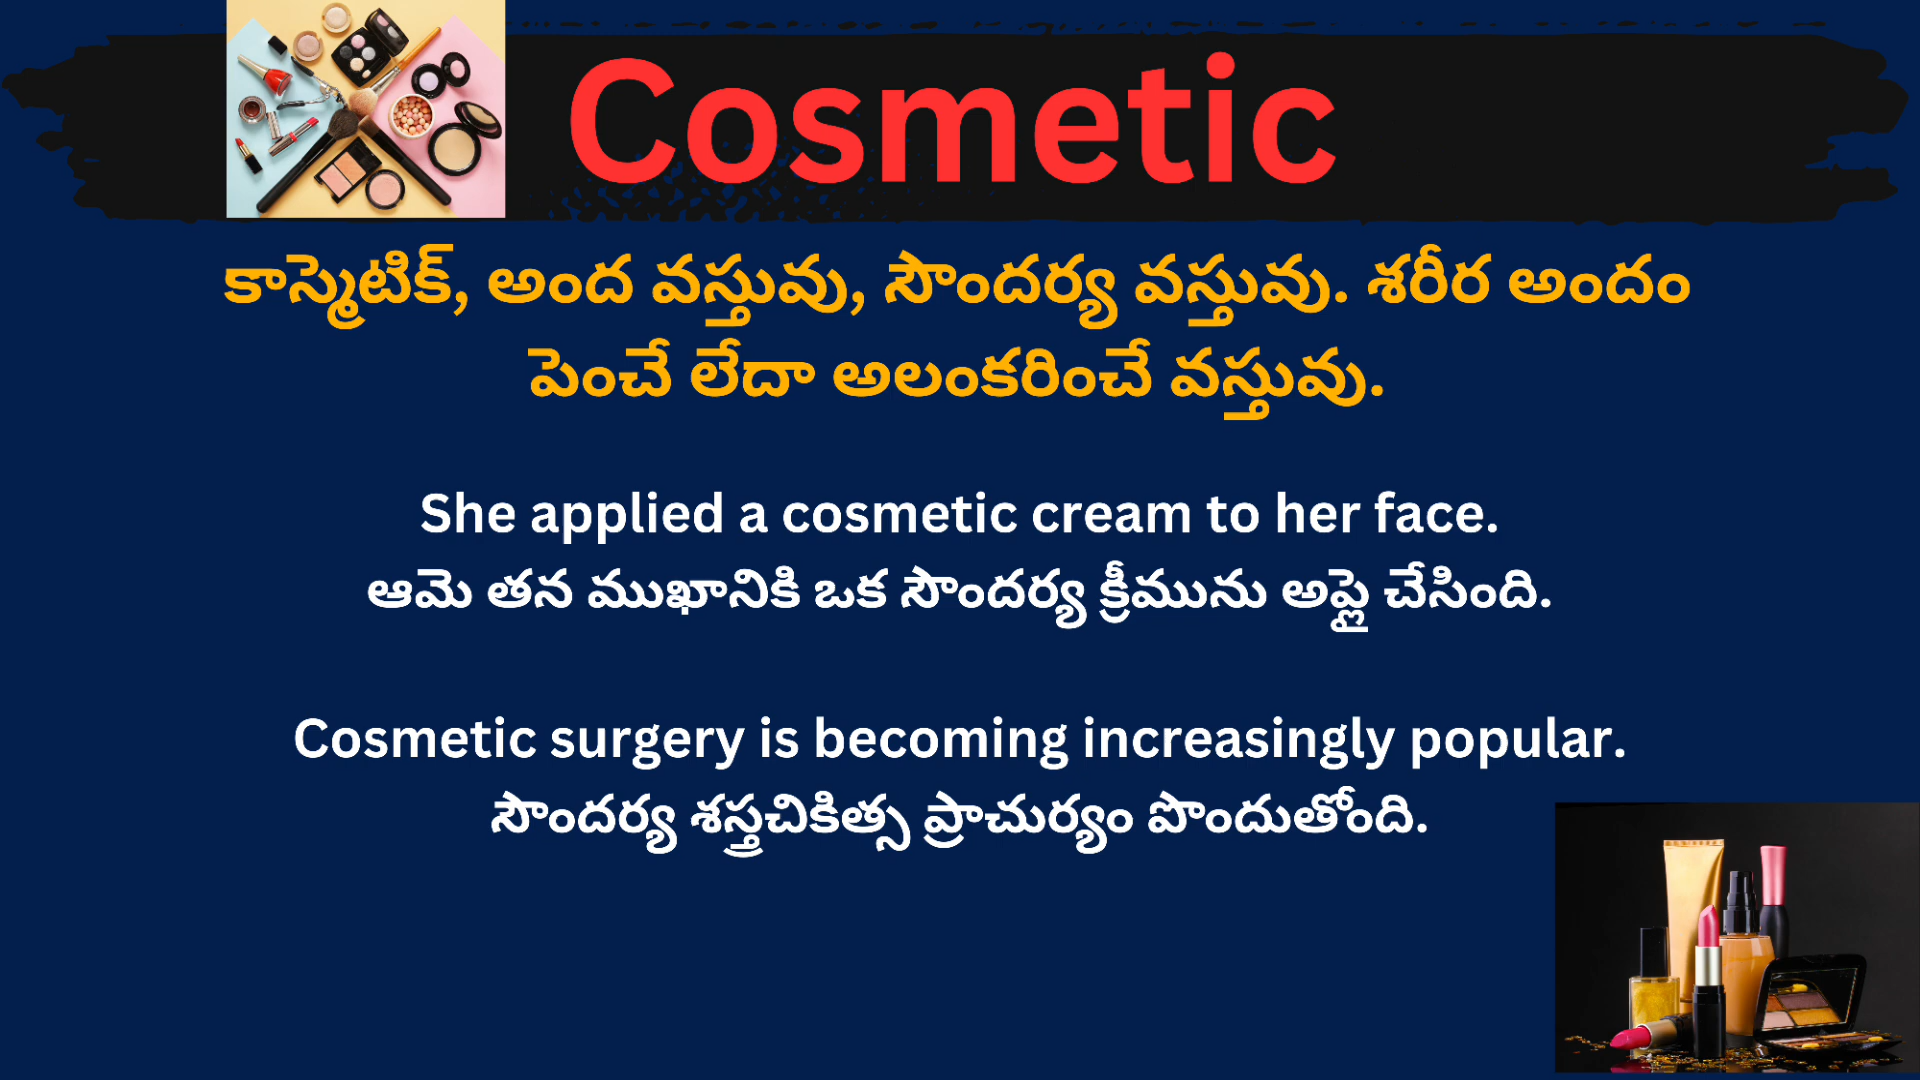 Cosmetic
కాస్మెటిక్, అంద వస్తువు, సౌందర్య వస్తువు. శరీర అందం
పెంచే లేదా అలంకరించే వస్తువు.
She applied a cosmetic cream to her face.
ఆమె తన ముఖానికి ఒక సౌందర్య క్రీమును అప్లై చేసింది.
Cosmetic surgery is becoming increasingly popular.
సౌందర్య శస్త్రచికిత్స ప్రాచుర్యం పొందుతోంది.